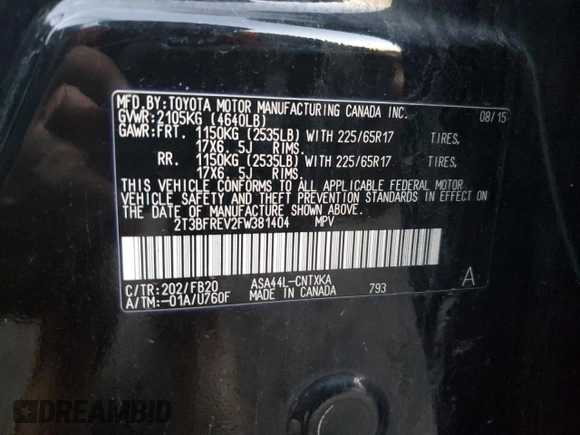 MFD.BY:TOYOTA MOTOR MANUFACTURING CANADA INC. 08/15
GVWR:2105KG (4640LB)
GAWR:FRT. 1150KG (2535LB) WITH 225/65R17 TIRES,
17X6. 5J RIMS.
RR. 1150KG (2535LB) WITH 225/65R17 TIRES,
17X6. 5J RIMS.
THIS VEHICLE CONFORMS TO ALL APPLICABLE FEDERAL MOTOR
VEHICLE SAFETY AND THEFT PREVENTION STANDARDS IN EFFECT ON
THE DATE OF MANUFACTURE SHOWN ABOVE.
2T3BFREV2FW381404 MPV
C/TR:202/FB20 ASA44L-CNTXKA A
A/TM:-01A/U760F MADE IN CANADA 793
DREAMBID